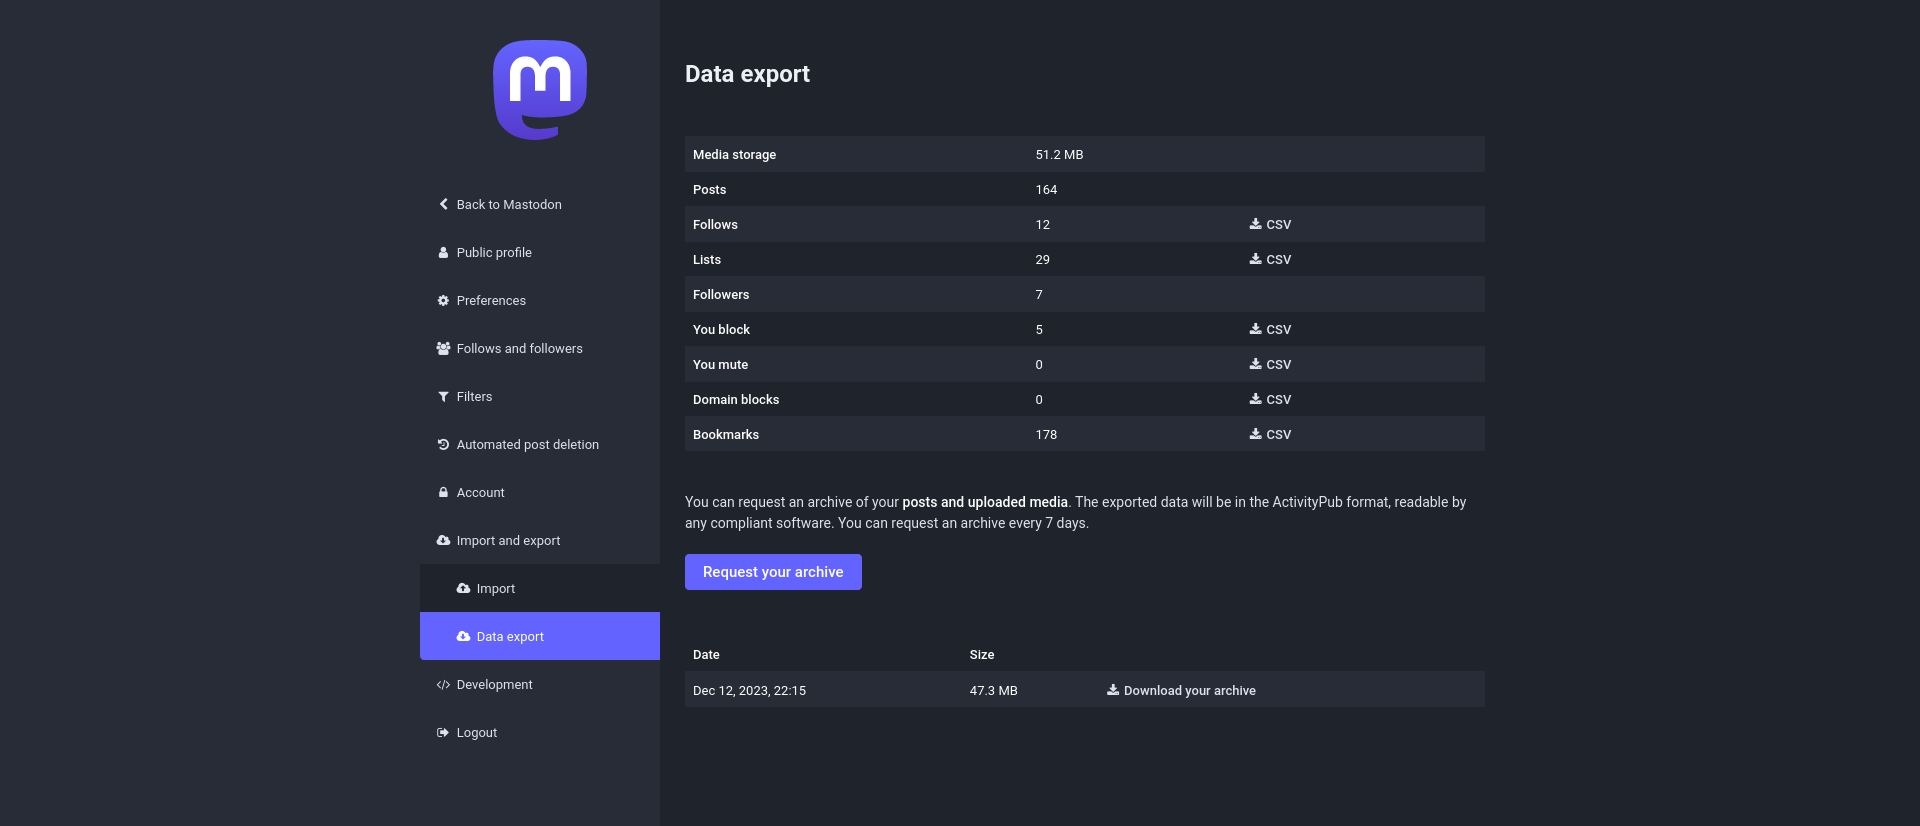 Back to Mastodon
Public profile
Preferences
Follows and followers
Filters
Automated post deletion
Account
Import and export
Import
Data export
Development
Logout
Data export
Media storage 51.2 MB
Posts 164
Follows 12 CSV
Lists 29 CSV
Followers 7
You block 5 CSV
You mute 0 CSV
Domain blocks 0 CSV
Bookmarks 178 CSV
You can request an archive of your posts and uploaded media. The exported data will be in the ActivityPub format, readable by
any compliant software. You can request an archive every 7 days.
Request your archive
Date Size
Dec 12, 2023, 22:15 47.3 MB Download your archive